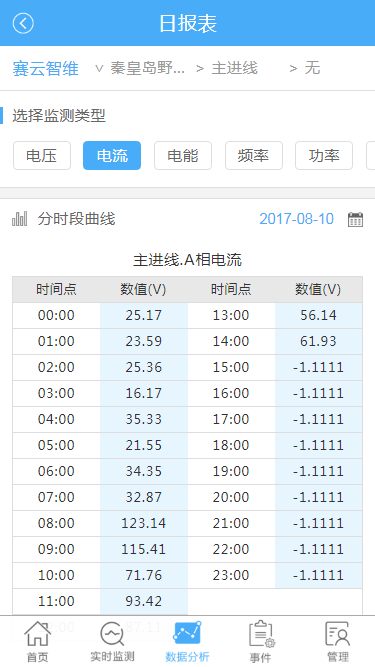 日报表
赛云智维 ∨ 秦皇岛野... > 主进线 > 无
选择监测类型
电压 电流 电能 频率 功率
分时段曲线 2017-08-10
主进线.A相电流
时间点 数值(V) 时间点 数值(V)
00:00 25.17 13:00 56.14
01:00 23.59 14:00 61.93
02:00 25.36 15:00 -1.1111
03:00 16.17 16:00 -1.1111
04:00 35.33 17:00 -1.1111
05:00 21.55 18:00 -1.1111
06:00 34.35 19:00 -1.1111
07:00 32.87 20:00 -1.1111
08:00 123.14 21:00 -1.1111
09:00 115.41 22:00 -1.1111
10:00 71.76 23:00 -1.1111
11:00 93.42
首页 实时监测 数据分析 事件 管理